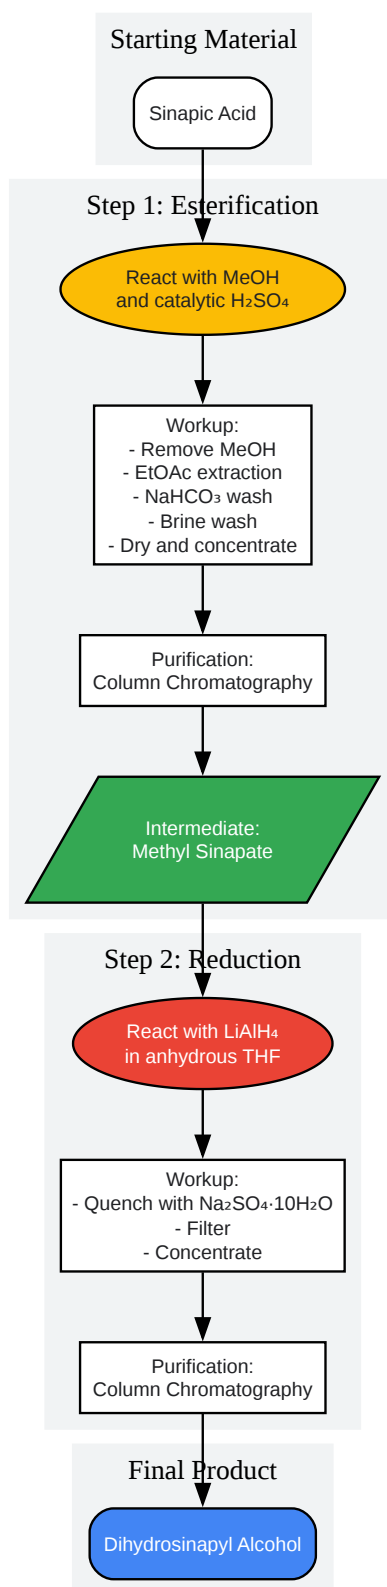 Starting Material
Sinapic Acid
Step 1: Esterification
React with MeOH
and catalytic H₂SO₄
Workup:
- Remove MeOH
- EtOAc extraction
- NaHCO₃ wash
- Brine wash
- Dry and concentrate
Purification:
Column Chromatography
Intermediate:
Methyl Sinapate
Step 2: Reduction
React with LiAlH₄
in anhydrous THF
Workup:
- Quench with Na₂SO₄·10H₂O
- Filter
- Concentrate
Purification:
Column Chromatography
Final Product
Dihydrosinapyl Alcohol